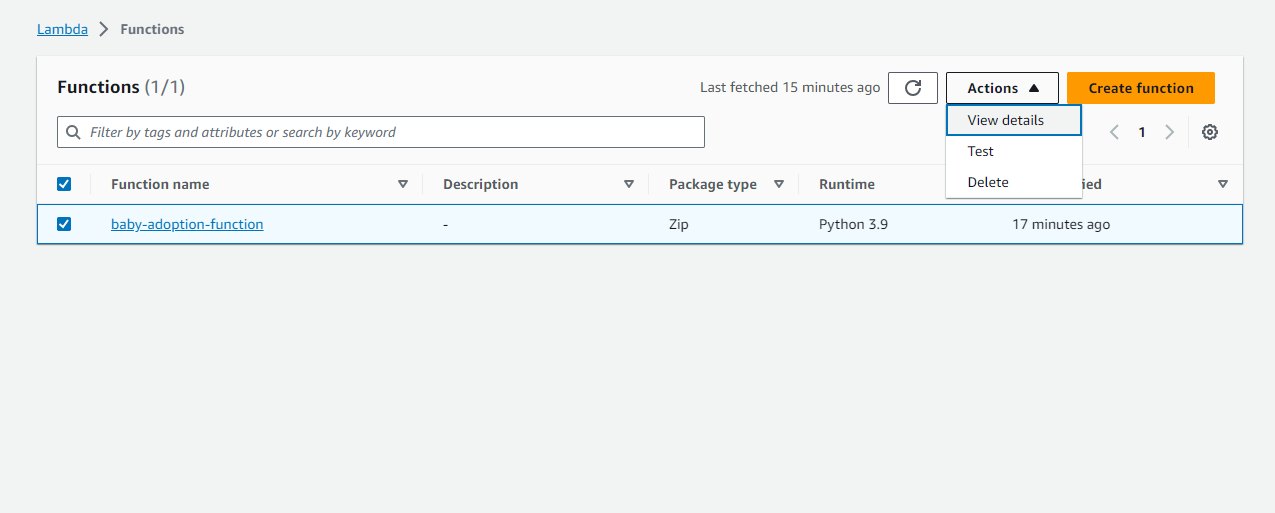 Lambda > Functions
Functions (1/1)
Last fetched 15 minutes ago
Actions
Create function
Filter by tags and attributes or search by keyword
View details
Test
Delete
1
Function name Description Package type Runtime
baby-adoption-function - Zip Python 3.9 17 minutes ago